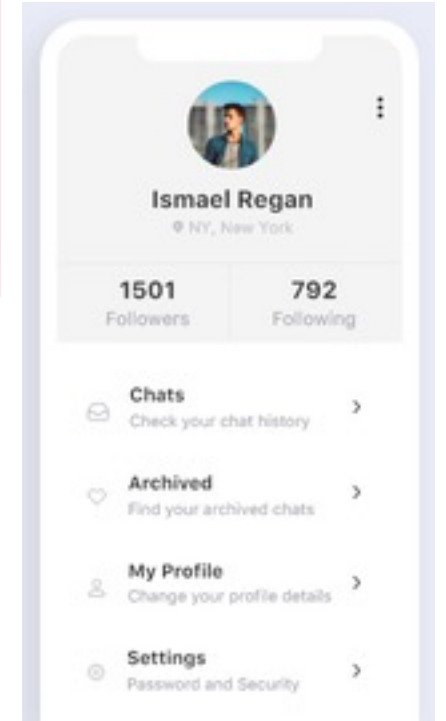 Ismael Regan
NY, New York
1501
Followers
792
Following
Chats
Check your chat history
Archived
Find your archived chats
My Profile
Change your profile details
Settings
Password and Security